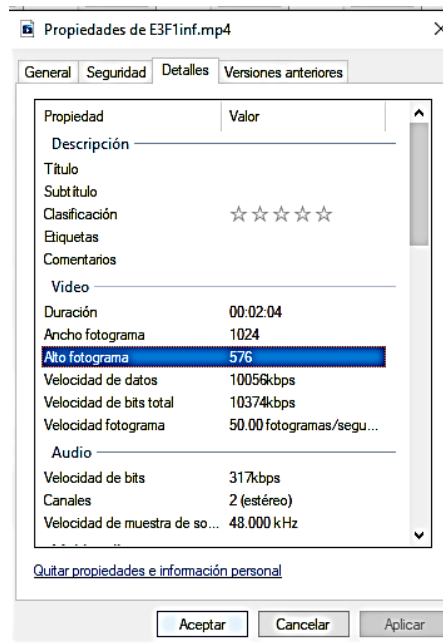 Propiedades de E3F1inf.mp4
General Seguridad Detalles Versiones anteriores
Propiedad Valor
Descripción
Título
Subtítulo
Clasificación
Etiquetas
Comentarios
Video
Duración 00:02:04
Ancho fotograma 1024
Alto fotograma 576
Velocidad de datos 10056kbps
Velocidad de bits total 10374kbps
Velocidad fotograma 50.00 fotogramas/segu...
Audio
Velocidad de bits 317kbps
Canales 2 (estéreo)
Velocidad de muestra de so... 48.000 kHz
Quitar propiedades e información personal
Aceptar Cancelar Aplicar